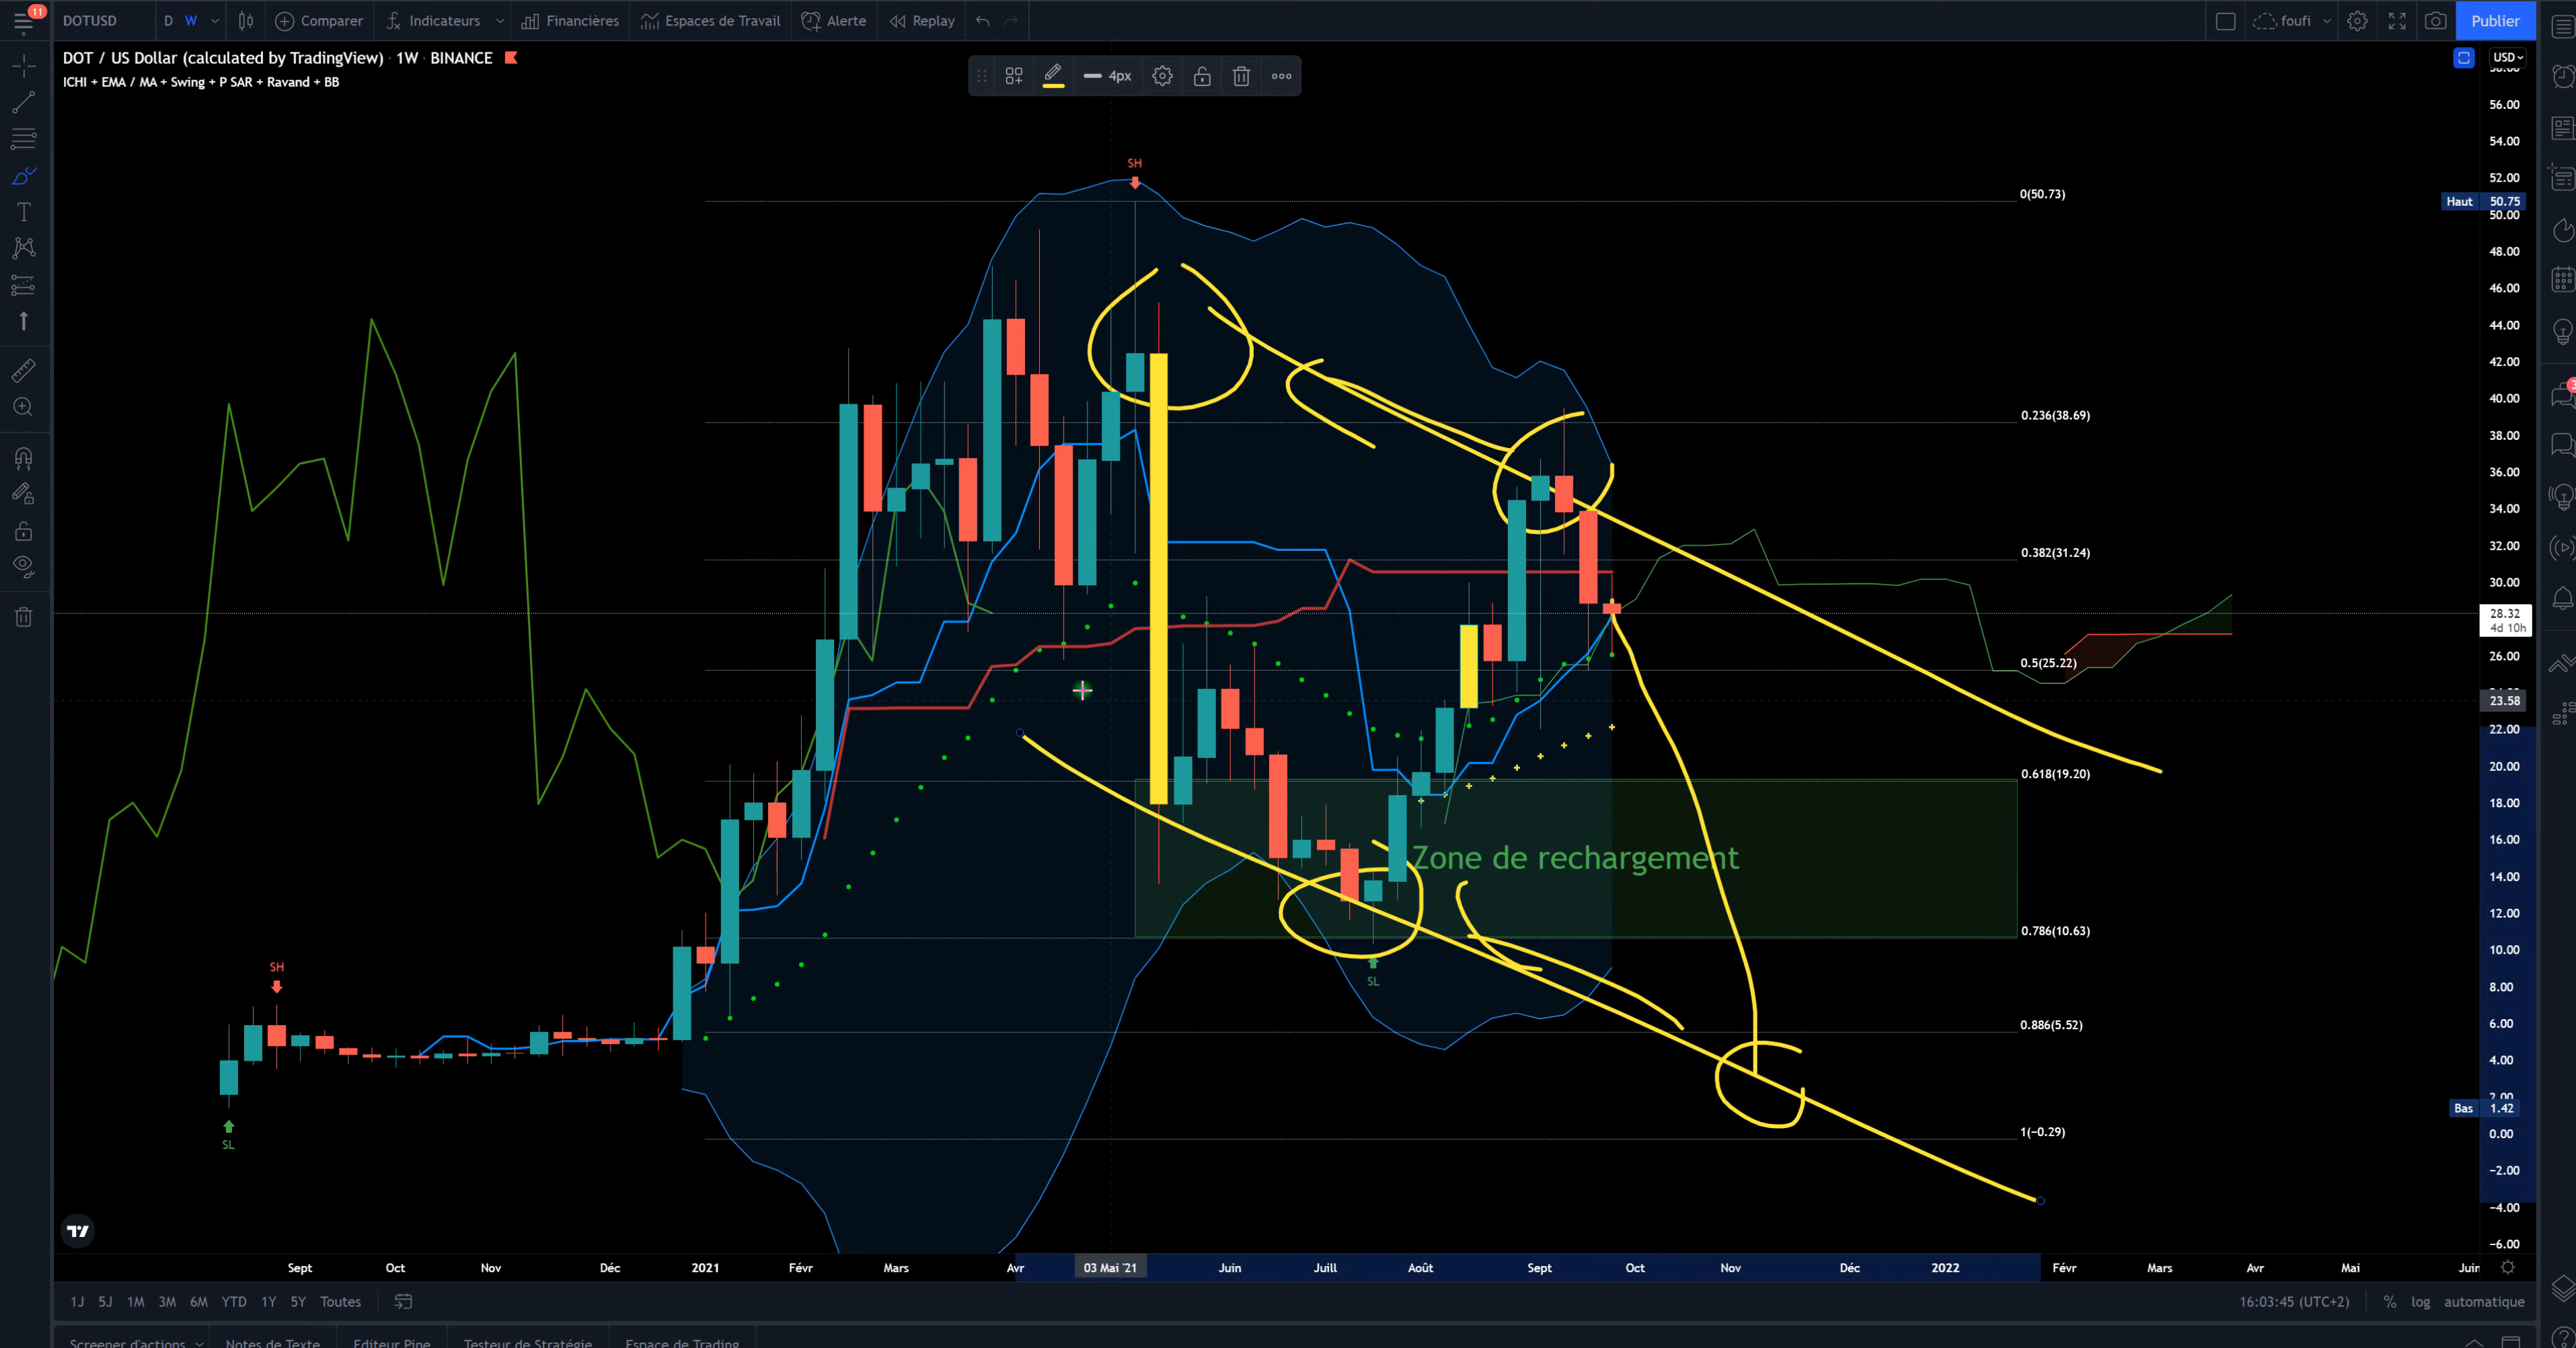 11
DOTUSD D W Comparer Indicateurs Financières Espaces de Travail Alerte Replay foufi Publier
DOT / US Dollar (calculated by TradingView) · 1W · BINANCE
ICHI + EMA / MA + Swing + P SAR + Ravand + BB
4px
USD
56.00
54.00
52.00
Haut 50.75
50.00
48.00
46.00
44.00
42.00
40.00
38.00
36.00
34.00
32.00
30.00
28.32
4d 10h
26.00
23.58
22.00
20.00
18.00
16.00
14.00
12.00
10.00
8.00
6.00
4.00
2.00
Bas 1.42
0.00
−2.00
−4.00
−6.00
SH
0(50.73)
0.236(38.69)
0.382(31.24)
0.5(25.22)
0.618(19.20)
Zone de rechargement
0.786(10.63)
SH
SL
0.886(5.52)
1(−0.29)
SL
Sept Oct Nov Déc 2021 Févr Mars Avr 03 Mai '21 Juin Juill Août Sept Oct Nov Déc 2022 Févr Mars Avr Mai Juin
1J 5J 1M 3M 6M YTD 1Y 5Y Toutes 16:03:45 (UTC+2) % log automatique
Screener d'actions Notes de Texte Editeur Pine Testeur de Stratégie Espace de Trading